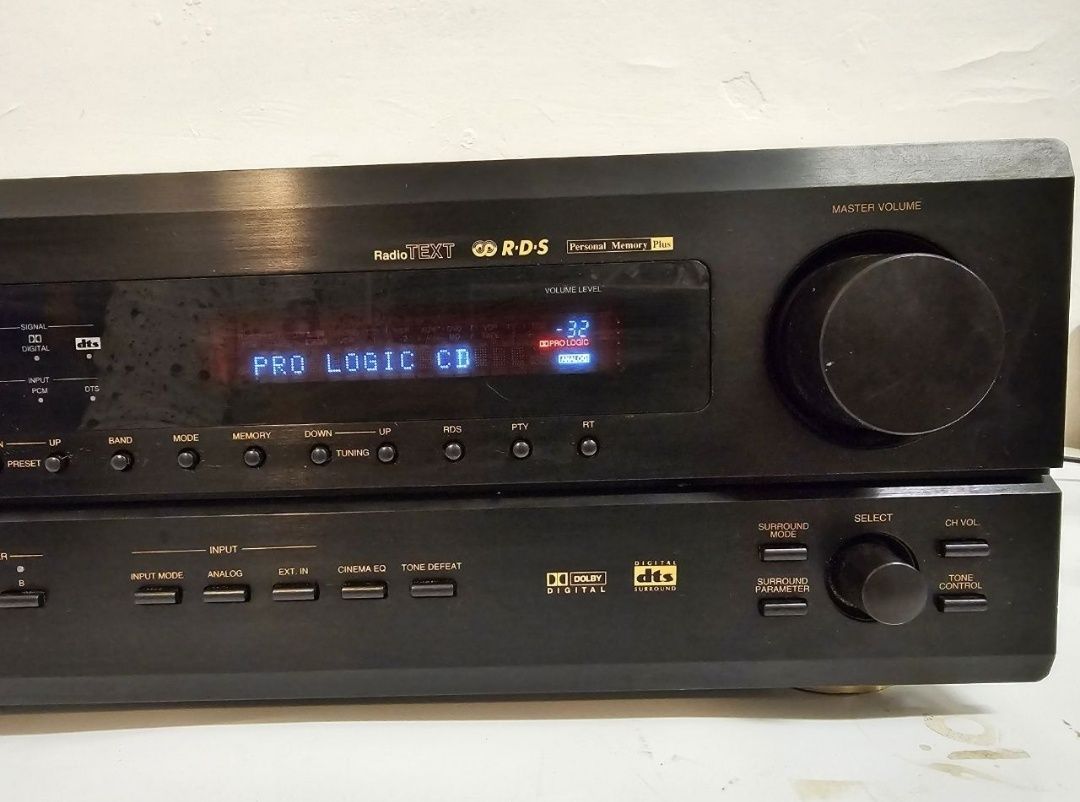 MASTER VOLUME
RadioTEXT R·D·S Personal Memory Plus
VOLUME LEVEL
SIGNAL
DIGITAL dts
-32
PRO LOGIC
PRO LOGIC CD ANALOG
INPUT
PCM DTS
UP BAND MODE MEMORY DOWN UP RDS PTY RT
PRESET TUNING
SURROUND MODE SELECT CH VOL.
INPUT
B INPUT MODE ANALOG EXT. IN CINEMA EQ TONE DEFEAT
DOLBY DIGITAL
DIGITAL dts SURROUND
SURROUND PARAMETER TONE CONTROL